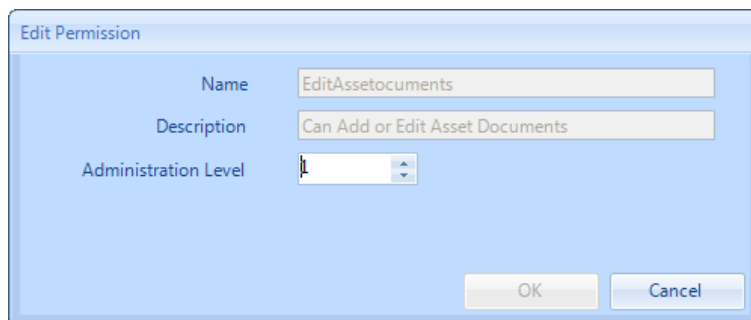 Edit Permission
Name EditAssetocuments
Description Can Add or Edit Asset Documents
Administration Level 1
OK Cancel